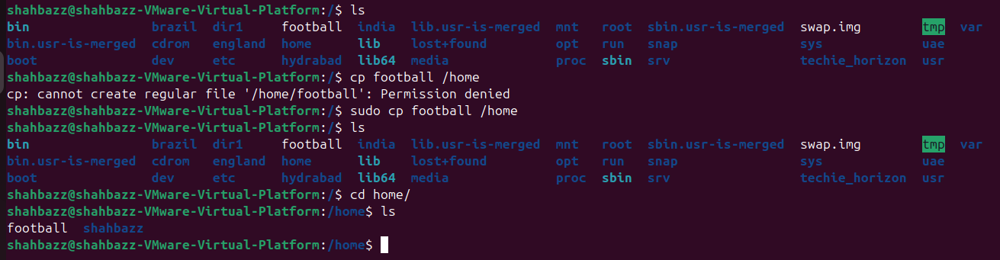 shahbazz@shahbazz-VMware-Virtual-Platform:/$ ls
bin brazil dir1 football india lib.usr-is-merged mnt root sbin.usr-is-merged swap.img tmp var
bin.usr-is-merged cdrom england home lib lost+found opt run snap sys uae
boot dev etc hydrabad lib64 media proc sbin srv techie_horizon usr
shahbazz@shahbazz-VMware-Virtual-Platform:/$ cp football /home
cp: cannot create regular file '/home/football': Permission denied
shahbazz@shahbazz-VMware-Virtual-Platform:/$ sudo cp football /home
shahbazz@shahbazz-VMware-Virtual-Platform:/$ ls
bin brazil dir1 football india lib.usr-is-merged mnt root sbin.usr-is-merged swap.img tmp var
bin.usr-is-merged cdrom england home lib lost+found opt run snap sys uae
boot dev etc hydrabad lib64 media proc sbin srv techie_horizon usr
shahbazz@shahbazz-VMware-Virtual-Platform:/$ cd home/
shahbazz@shahbazz-VMware-Virtual-Platform:/home$ ls
football shahbazz
shahbazz@shahbazz-VMware-Virtual-Platform:/home$